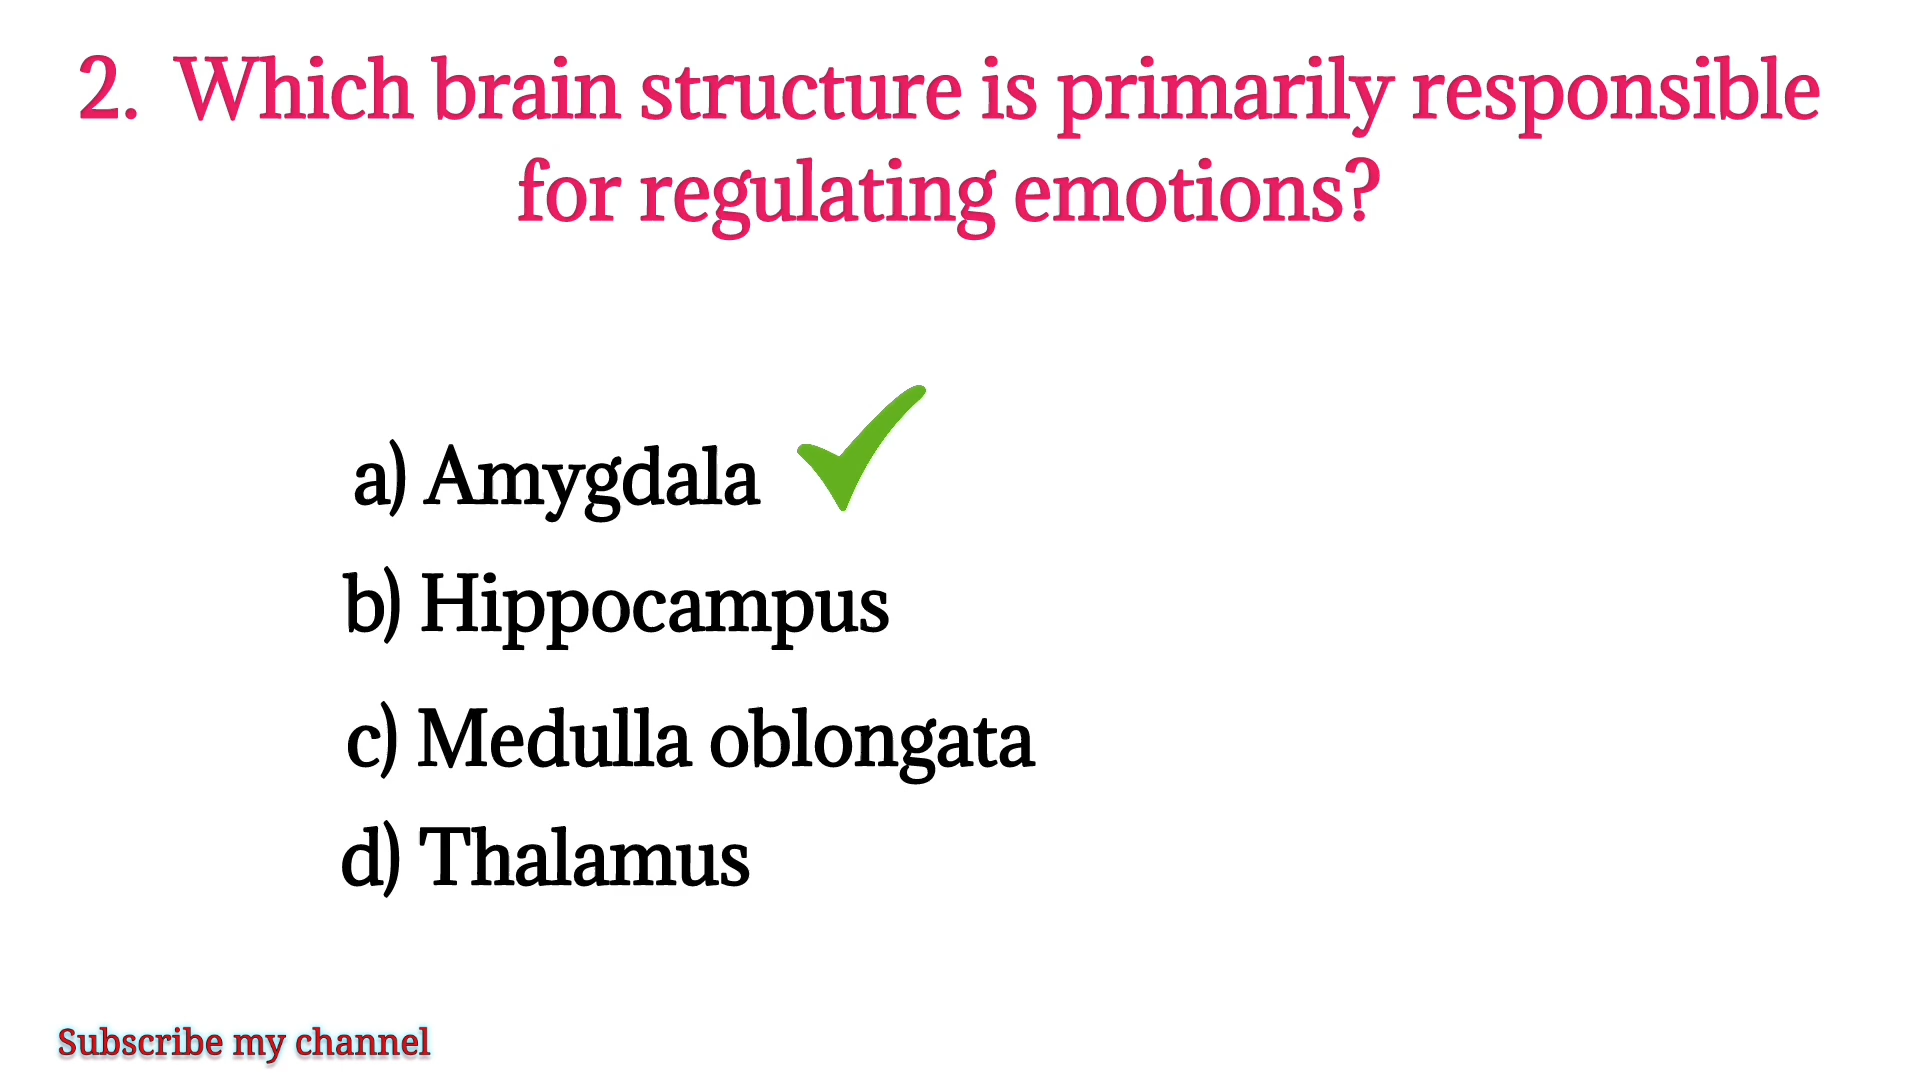 2. Which brain structure is primarily responsible
for regulating emotions?
a) Amygdala
b) Hippocampus
c) Medulla oblongata
d) Thalamus
Subscribe my channel